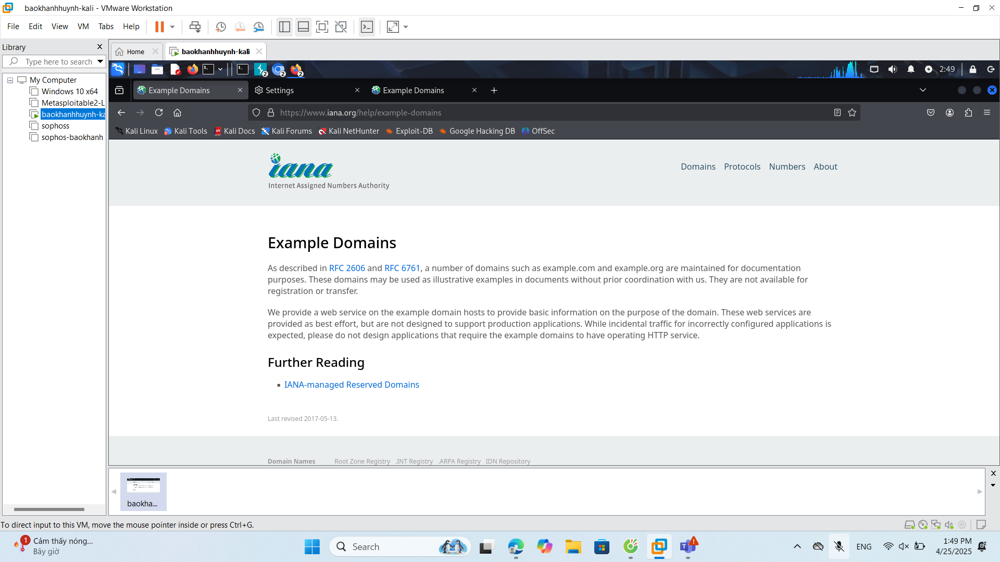 baokhanhhuynh-kali - VMware Workstation
File Edit View VM Tabs Help
Library
Type here to search
My Computer
Windows 10 x64
Metasploitable2-L
baokhanhhuynh-ka
sophoss
sophos-baokhanh
Home
baokhanhhuynh-kali
2
2
2
2:49
Example Domains
Settings
Example Domains
https://www.iana.org/help/example-domains
Kali Linux Kali Tools Kali Docs Kali Forums Kali NetHunter Exploit-DB Google Hacking DB OffSec
iana
Internet Assigned Numbers Authority
Domains Protocols Numbers About
Example Domains
As described in RFC 2606 and RFC 6761, a number of domains such as example.com and example.org are maintained for documentation
purposes. These domains may be used as illustrative examples in documents without prior coordination with us. They are not available for
registration or transfer.
We provide a web service on the example domain hosts to provide basic information on the purpose of the domain. These web services are
provided as best effort, but are not designed to support production applications. While incidental traffic for incorrectly configured applications is
expected, please do not design applications that require the example domains to have operating HTTP service.
Further Reading
IANA-managed Reserved Domains
Last revised 2017-05-13.
Domain Names Root Zone Registry .INT Registry .ARPA Registry IDN Repository
baokha...
To direct input to this VM, move the mouse pointer inside or press Ctrl+G.
1
Cảm thấy nóng...
Bây giờ
Search
ENG
1:49 PM
4/25/2025